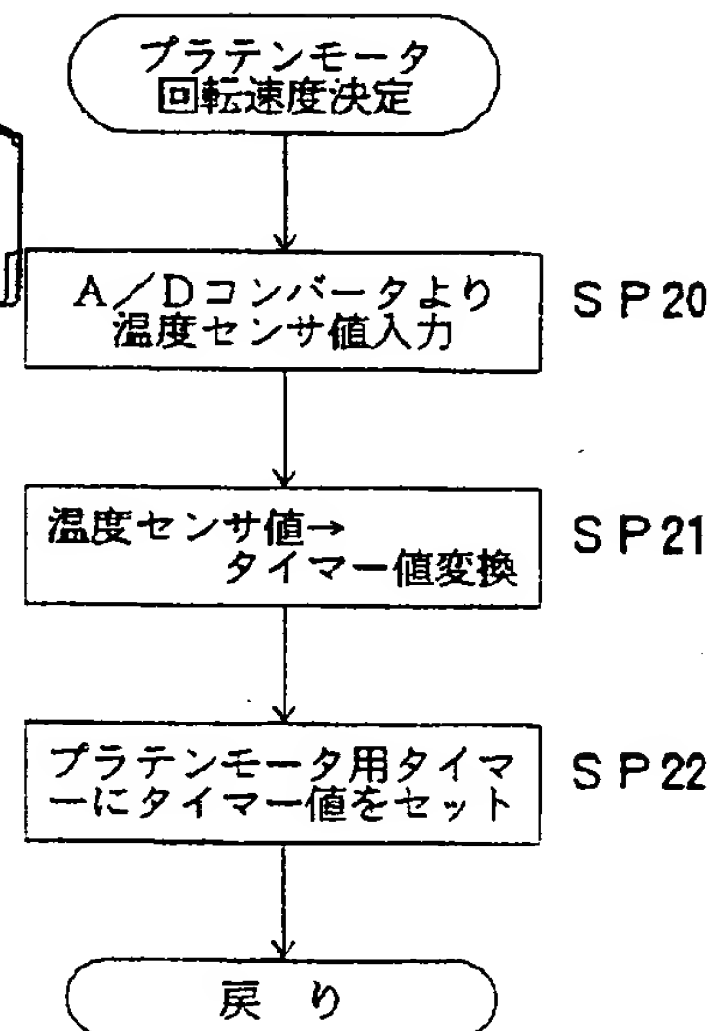 プラテンモータ
回転速度決定
A／Dコンバータより
温度センサ値入力
SP20
温度センサ値→
タイマー値変換
SP21
プラテンモータ用タイマ
ーにタイマー値をセット
SP22
戻り